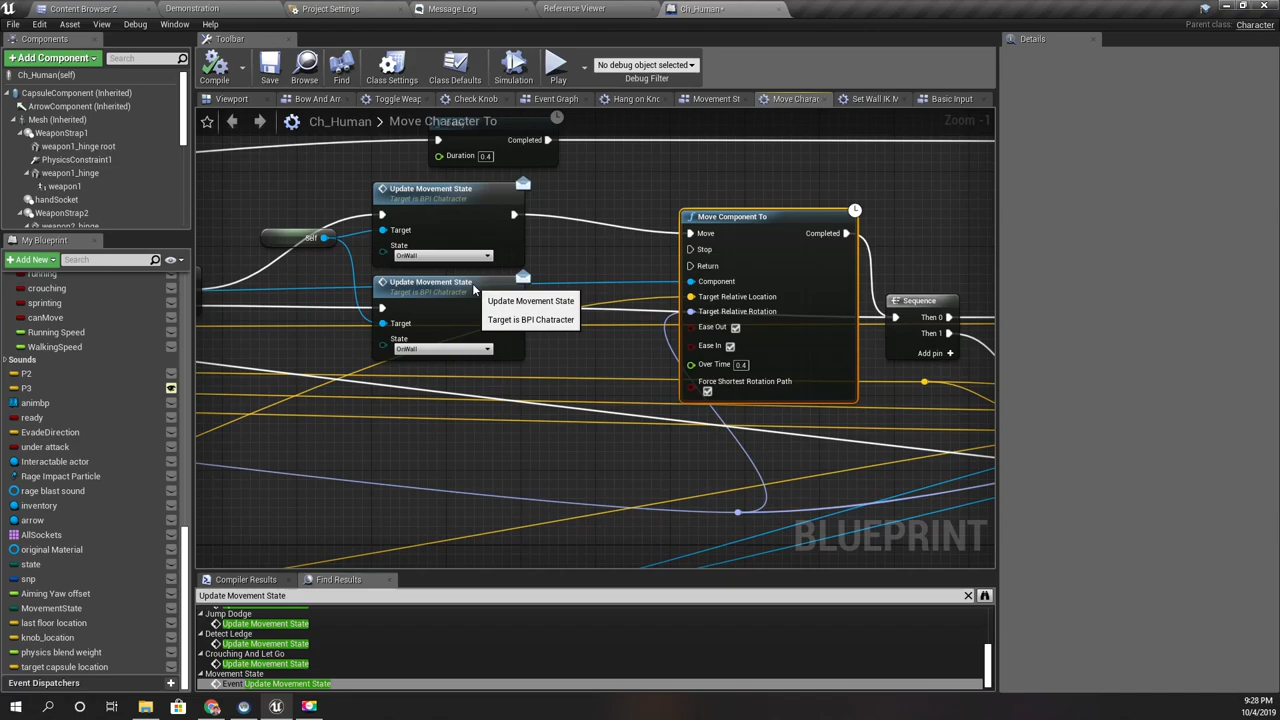 Content Browser 2
Demonstration
Project Settings
Message Log
Reference Viewer
Ch_Human*
File Edit Asset View Debug Window Help
Parent class: Character
Components
Toolbar
Details
+ Add Component
Search
Compile
Save
Browse
Find
Class Settings
Class Defaults
Simulation
Play
No debug object selected
Debug Filter
Ch_Human(self)
CapsuleComponent (Inherited)
ArrowComponent (Inherited)
Mesh (Inherited)
WeaponStrap1
weapon1_hinge root
PhysicsConstraint1
weapon1_hinge
weapon1
handSocket
WeaponStrap2
weapon2_hinge
Viewport
Bow And Arr
Toggle Weap
Check Knob
Event Graph
Hang on Knc
Movement St
Move Charac
Set Wall IK M
Basic Input
Ch_Human > Move Character To
Zoom -1
My Blueprint
+ Add New
Search
running
crouching
sprinting
canMove
Running Speed
WalkingSpeed
Sounds
P2
P3
animbp
ready
EvadeDirection
under attack
Interactable actor
Rage Impact Particle
rage blast sound
inventory
arrow
AllSockets
original Material
state
snp
Aiming Yaw offset
MovementState
last floor location
knob_location
physics blend weight
target capsule location
Event Dispatchers
Completed
Duration 0.4
Update Movement State
Target is BPI Chatracter
Self
Target
State
OnWall
Update Movement State
Target is BPI Chatracter
Target
State
OnWall
Update Movement State
Target is BPI Chatracter
Move Component To
Move
Completed
Stop
Return
Component
Target Relative Location
Target Relative Rotation
Ease Out
Ease In
Over Time 0.4
Force Shortest Rotation Path
Sequence
Then 0
Then 1
Add pin +
BLUEPRINT
Compiler Results
Find Results
Update Movement State
Jump Dodge
Update Movement State
Detect Ledge
Update Movement State
Crouching And Let Go
Update Movement State
Movement State
Event Update Movement State
9:28 PM
10/4/2019